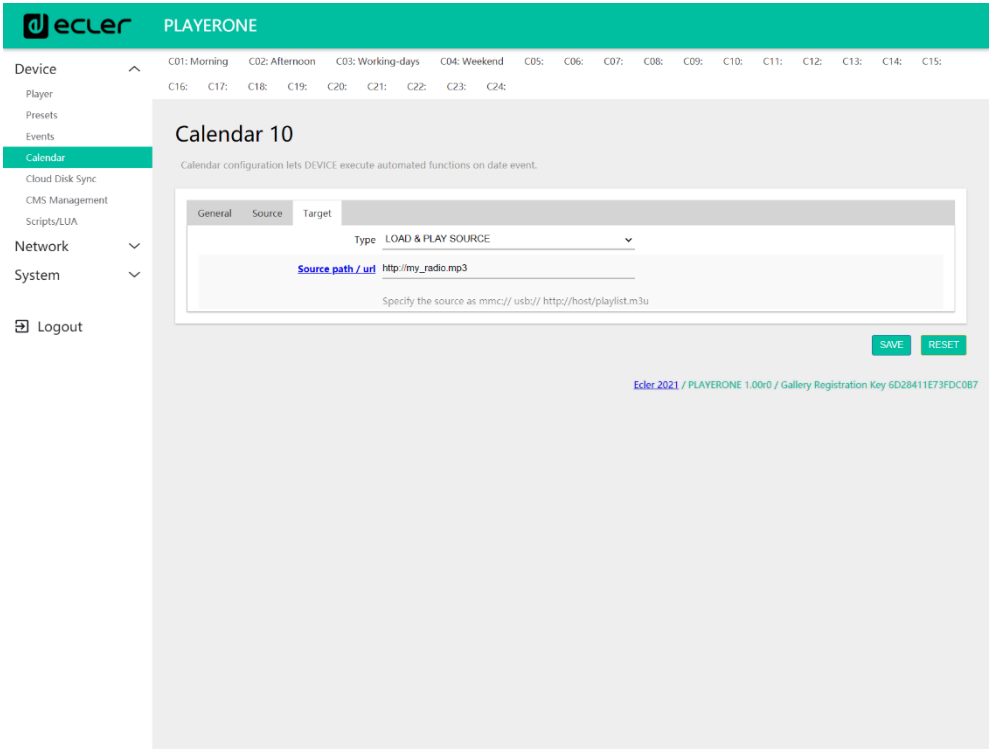 ecler PLAYERONE
Device
Player
Presets
Events
Calendar
Cloud Disk Sync
CMS Management
Scripts/LUA
Network
System
Logout
C01: Morning C02: Afternoon C03: Working-days C04: Weekend C05: C06: C07: C08: C09: C10: C11: C12: C13: C14: C15:
C16: C17: C18: C19: C20: C21: C22: C23: C24:
Calendar 10
Calendar configuration lets DEVICE execute automated functions on date event.
General Source Target
Type LOAD & PLAY SOURCE
Source path / url http://my_radio.mp3
Specify the source as mmc:// usb:// http://host/playlist.m3u
SAVE RESET
Ecler 2021 / PLAYERONE 1.00r0 / Gallery Registration Key 6D28411E73FDC0B7